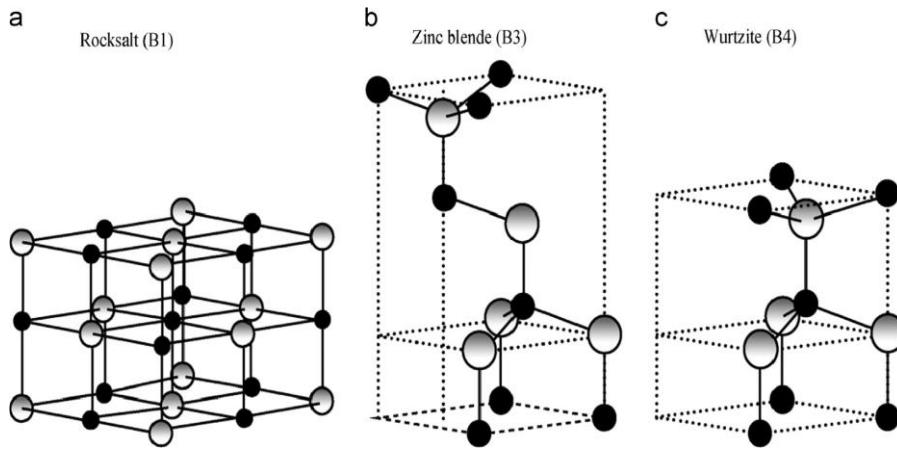 a
Rocksalt (B1)
b
Zinc blende (B3)
c
Wurtzite (B4)